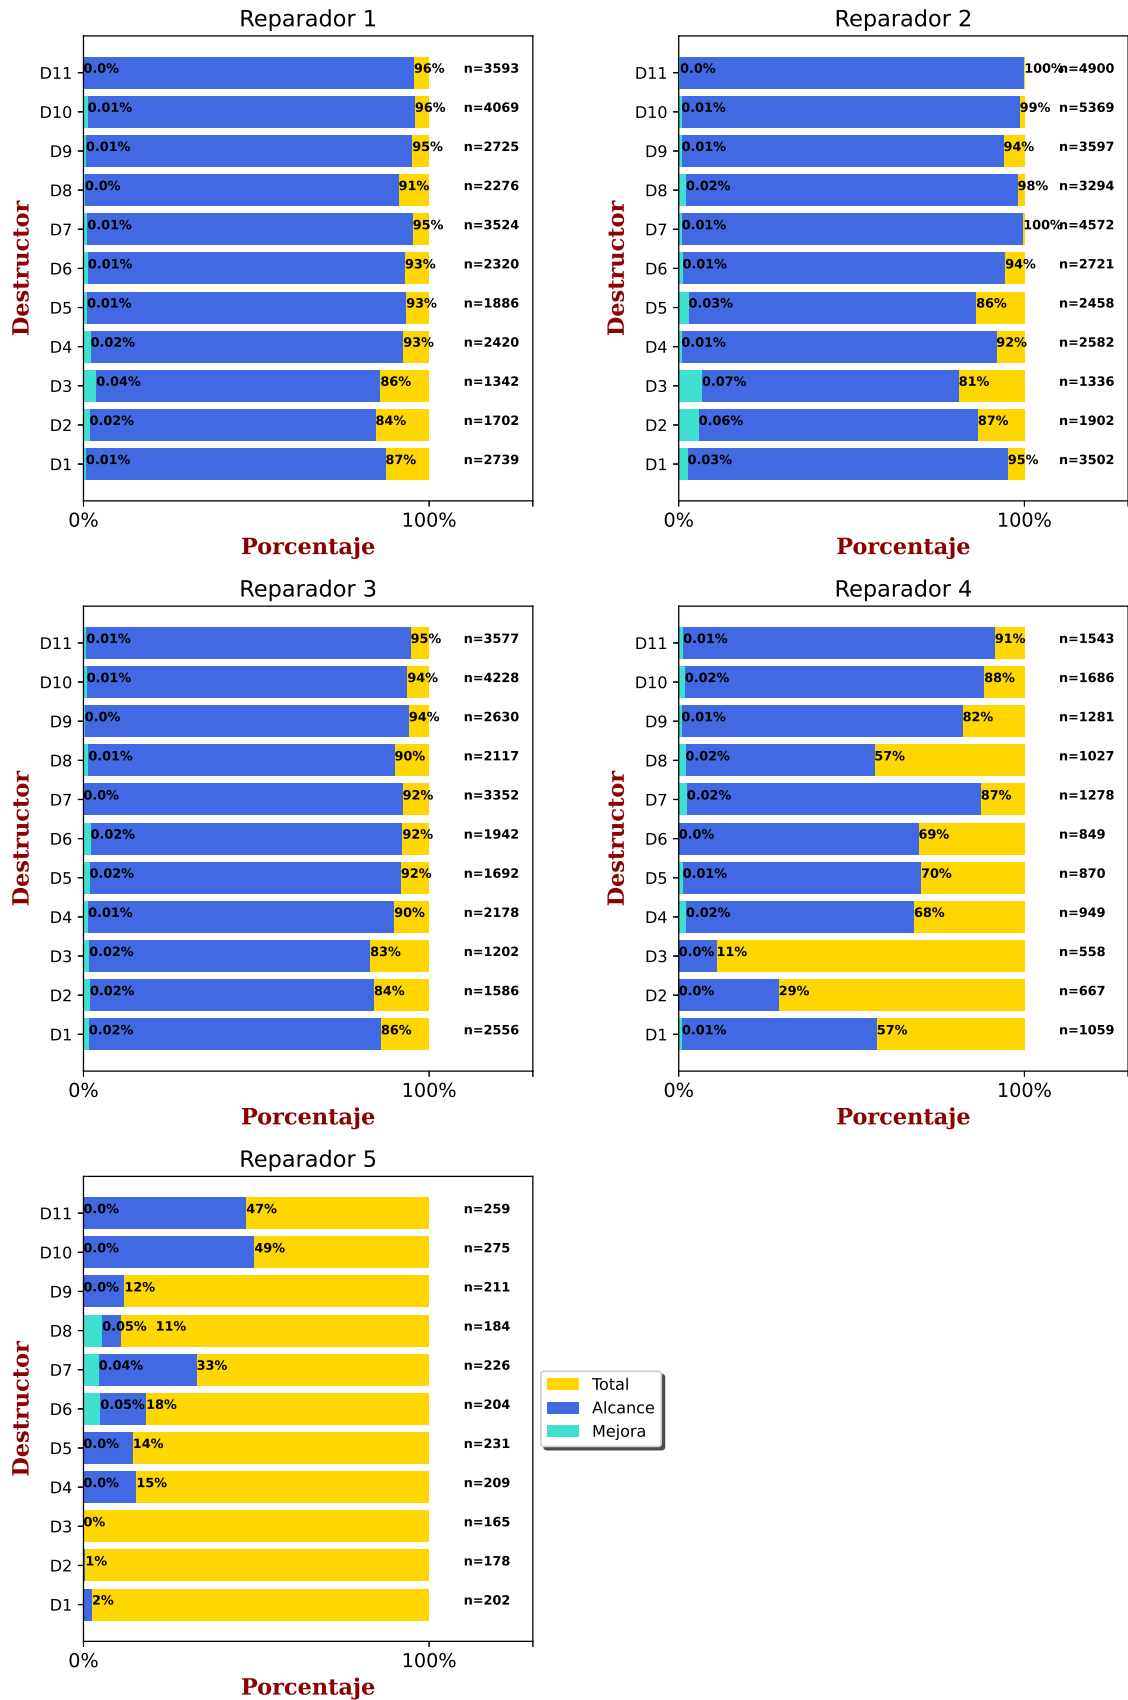 Reparador 1
Destructor
D11 0.0% 96% n=3593
D10 0.01% 96% n=4069
D9 0.01% 95% n=2725
D8 0.0% 91% n=2276
D7 0.01% 95% n=3524
D6 0.01% 93% n=2320
D5 0.01% 93% n=1886
D4 0.02% 93% n=2420
D3 0.04% 86% n=1342
D2 0.02% 84% n=1702
D1 0.01% 87% n=2739
0% 100%
Porcentaje
Reparador 2
Destructor
D11 0.0% 100% n=4900
D10 0.01% 99% n=5369
D9 0.01% 94% n=3597
D8 0.02% 98% n=3294
D7 0.01% 100% n=4572
D6 0.01% 94% n=2721
D5 0.03% 86% n=2458
D4 0.01% 92% n=2582
D3 0.07% 81% n=1336
D2 0.06% 87% n=1902
D1 0.03% 95% n=3502
0% 100%
Porcentaje
Reparador 3
Destructor
D11 0.01% 95% n=3577
D10 0.01% 94% n=4228
D9 0.0% 94% n=2630
D8 0.01% 90% n=2117
D7 0.0% 92% n=3352
D6 0.02% 92% n=1942
D5 0.02% 92% n=1692
D4 0.01% 90% n=2178
D3 0.02% 83% n=1202
D2 0.02% 84% n=1586
D1 0.02% 86% n=2556
0% 100%
Porcentaje
Reparador 4
Destructor
D11 0.01% 91% n=1543
D10 0.02% 88% n=1686
D9 0.01% 82% n=1281
D8 0.02% 57% n=1027
D7 0.02% 87% n=1278
D6 0.0% 69% n=849
D5 0.01% 70% n=870
D4 0.02% 68% n=949
D3 0.0% 11% n=558
D2 0.0% 29% n=667
D1 0.01% 57% n=1059
0% 100%
Porcentaje
Reparador 5
Destructor
D11 0.0% 47% n=259
D10 0.0% 49% n=275
D9 0.0% 12% n=211
D8 0.05% 11% n=184
D7 0.04% 33% n=226
D6 0.05% 18% n=204
D5 0.0% 14% n=231
D4 0.0% 15% n=209
D3 0% n=165
D2 1% n=178
D1 2% n=202
0% 100%
Porcentaje
Total
Alcance
Mejora